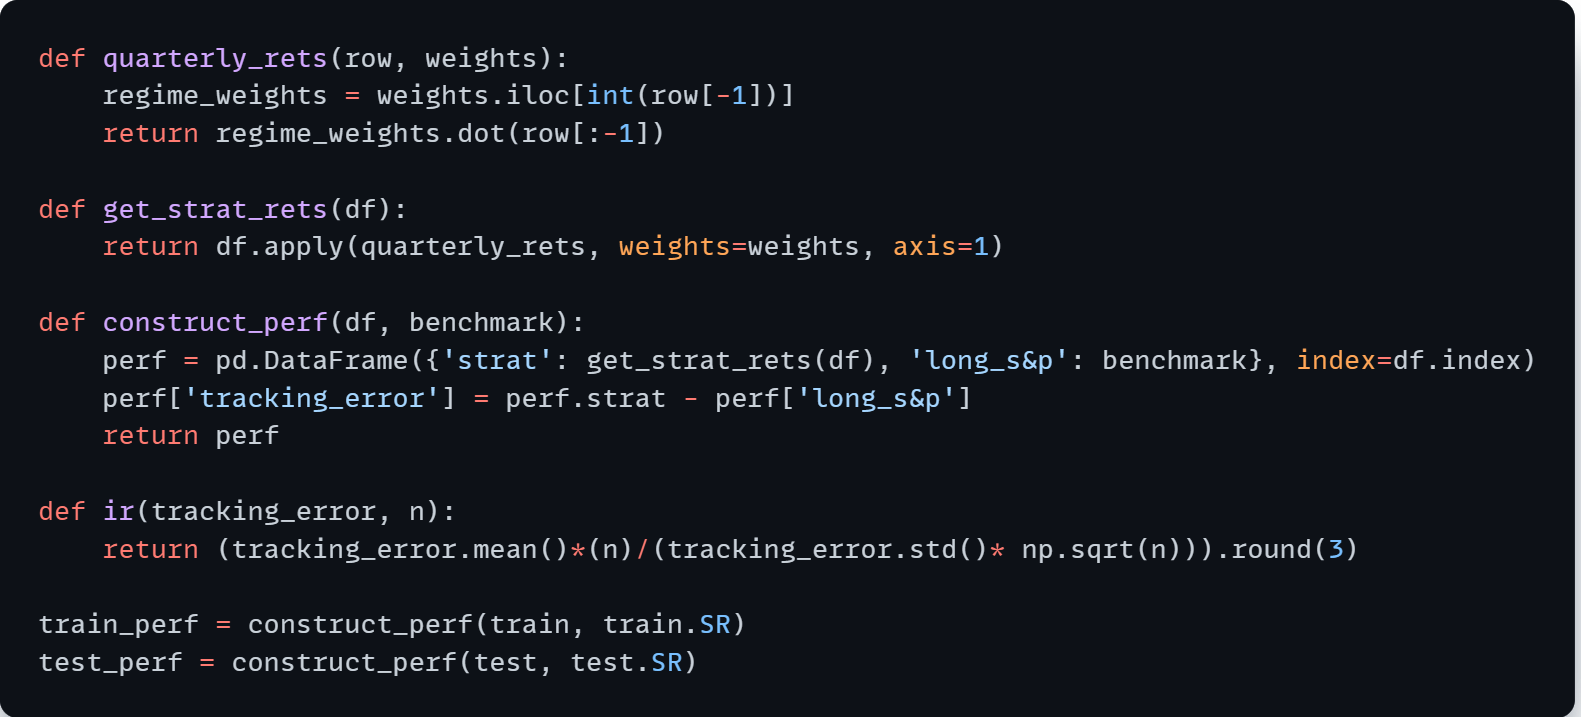 def quarterly_rets(row, weights):
    regime_weights = weights.iloc[int(row[-1])]
    return regime_weights.dot(row[:-1])

def get_strat_rets(df):
    return df.apply(quarterly_rets, weights=weights, axis=1)

def construct_perf(df, benchmark):
    perf = pd.DataFrame({'strat': get_strat_rets(df), 'long_s&p': benchmark}, index=df.index)
    perf['tracking_error'] = perf.strat - perf['long_s&p']
    return perf

def ir(tracking_error, n):
    return (tracking_error.mean()*(n)/(tracking_error.std()* np.sqrt(n))).round(3)

train_perf = construct_perf(train, train.SR)
test_perf = construct_perf(test, test.SR)